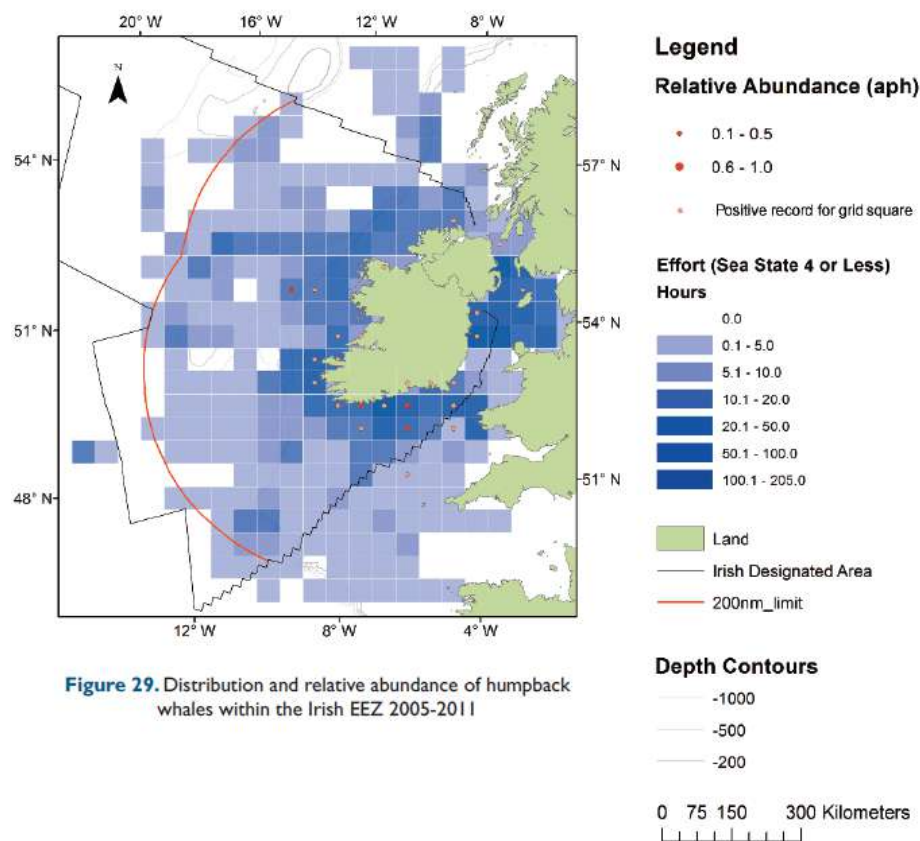 20° W 16° W 12° W 8° W
N
54° N
57° N
51° N
54° N
48° N
51° N
12° W 8° W 4° W
Figure 29. Distribution and relative abundance of humpback
whales within the Irish EEZ 2005-2011
Legend
Relative Abundance (aph)
0.1 - 0.5
0.6 - 1.0
Positive record for grid square
Effort (Sea State 4 or Less)
Hours
0.0
0.1 - 5.0
5.1 - 10.0
10.1 - 20.0
20.1 - 50.0
50.1 - 100.0
100.1 - 205.0
Land
Irish Designated Area
200nm_limit
Depth Contours
-1000
-500
-200
0 75 150 300 Kilometers